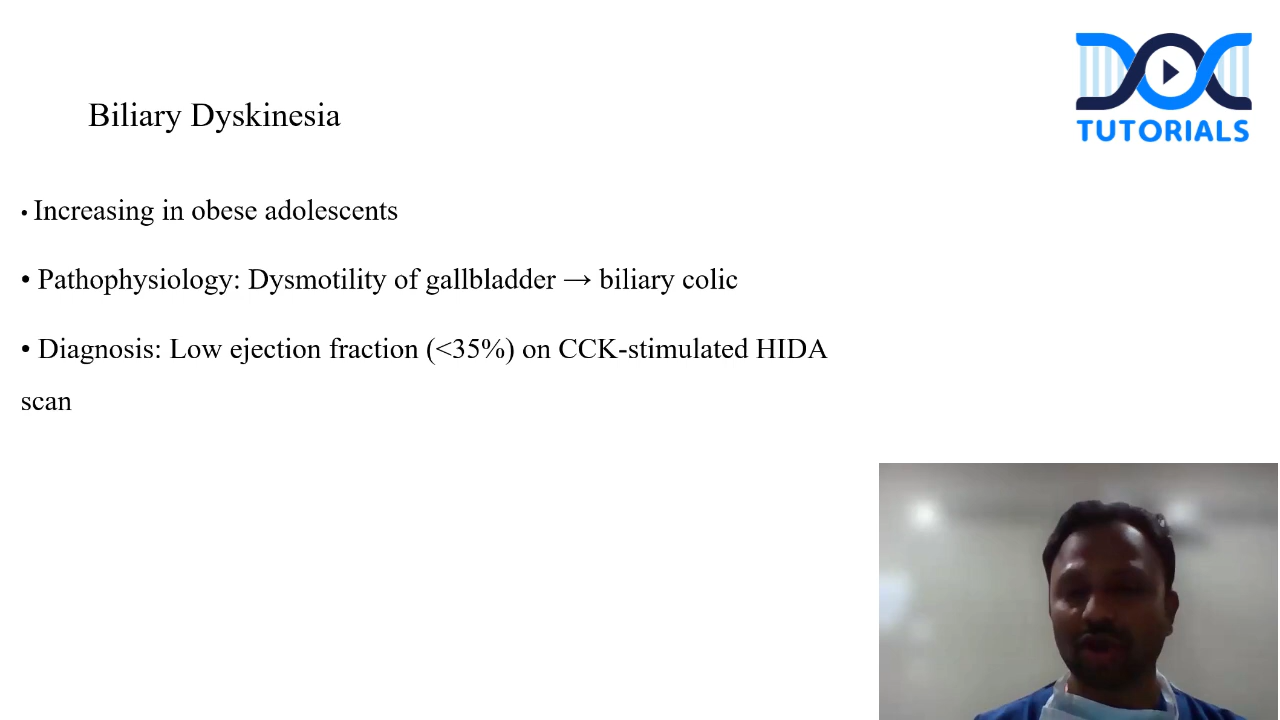 DOC
TUTORIALS
Biliary Dyskinesia
• Increasing in obese adolescents
• Pathophysiology: Dysmotility of gallbladder → biliary colic
• Diagnosis: Low ejection fraction (<35%) on CCK-stimulated HIDA
scan